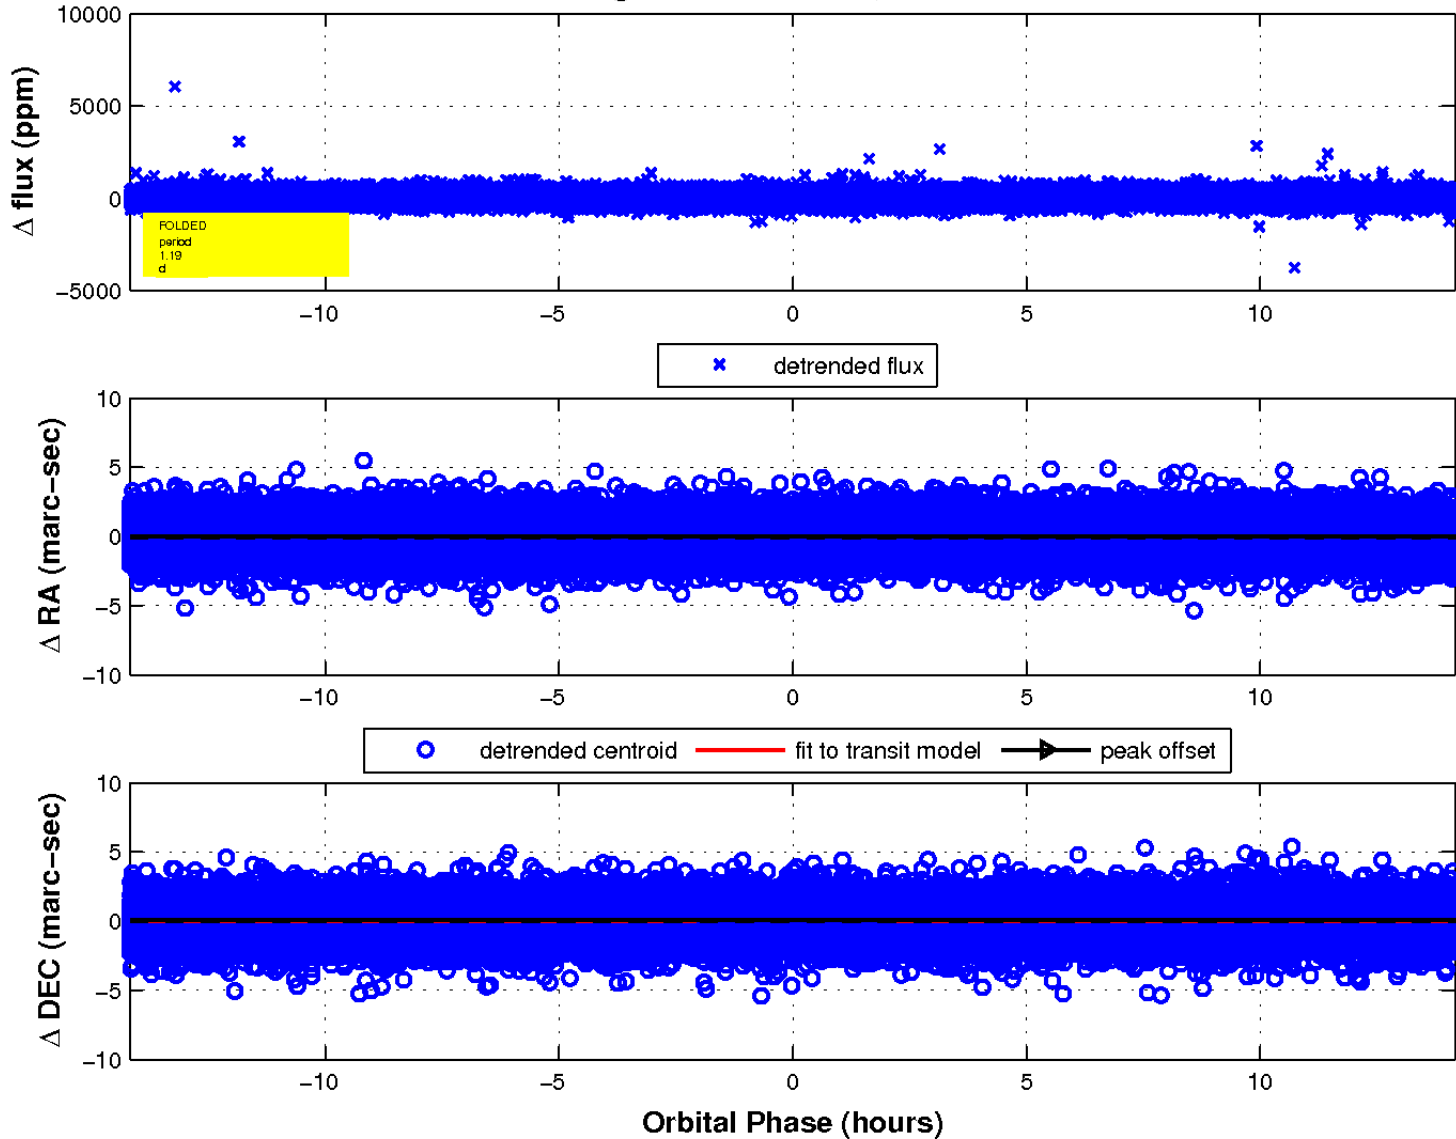 10000
5000
0
−5000
Δ flux (ppm)
FOLDED
period
1.19
d
−10 −5 0 5 10
detrended flux
10
5
0
−5
−10
Δ RA (marc−sec)
−10 −5 0 5 10
detrended centroid fit to transit model peak offset
10
5
0
−5
−10
Δ DEC (marc−sec)
−10 −5 0 5 10
Orbital Phase (hours)